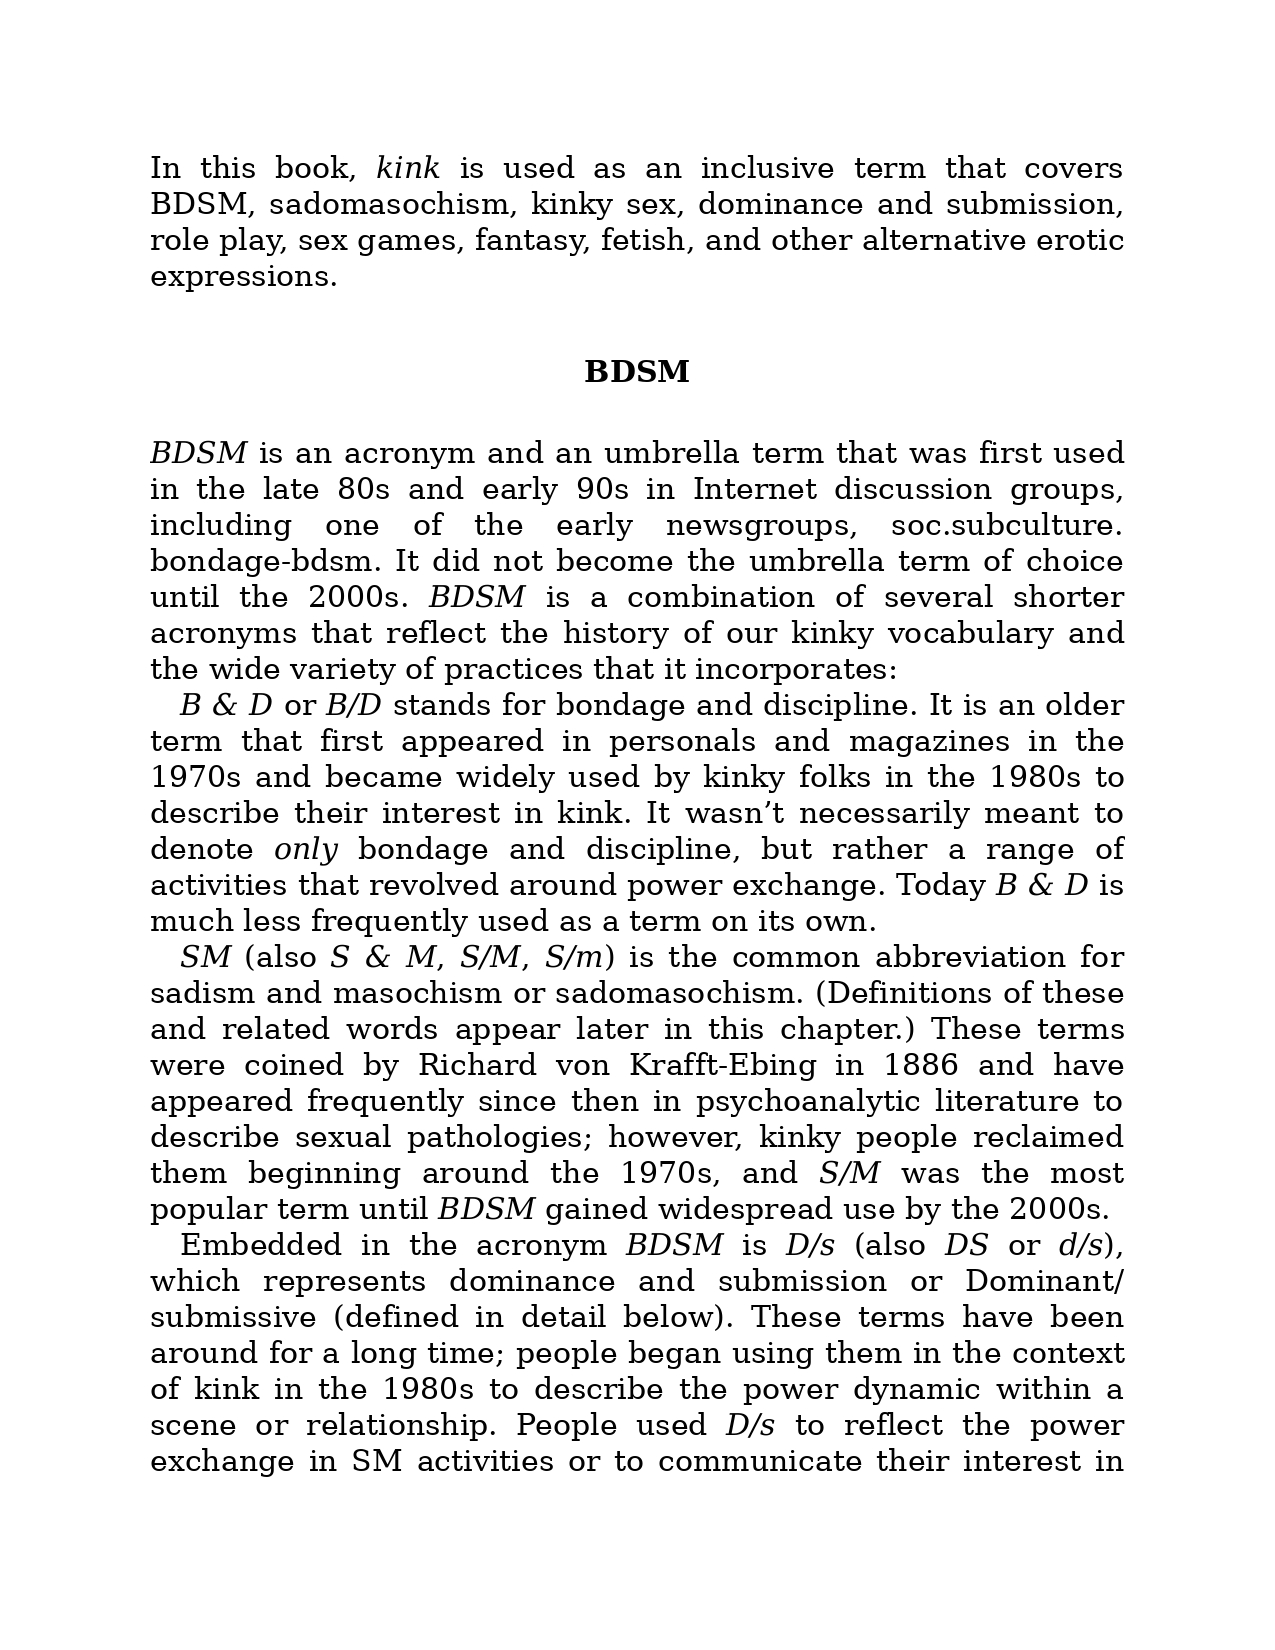 In this book, kink is used as an inclusive term that covers
BDSM, sadomasochism, kinky sex, dominance and submission,
role play, sex games, fantasy, fetish, and other alternative erotic
expressions.
BDSM
BDSM is an acronym and an umbrella term that was first used
in the late 80s and early 90s in Internet discussion groups,
including one of the early newsgroups, soc.subculture.
bondage-bdsm. It did not become the umbrella term of choice
until the 2000s. BDSM is a combination of several shorter
acronyms that reflect the history of our kinky vocabulary and
the wide variety of practices that it incorporates:
B & D or B/D stands for bondage and discipline. It is an older
term that first appeared in personals and magazines in the
1970s and became widely used by kinky folks in the 1980s to
describe their interest in kink. It wasn’t necessarily meant to
denote only bondage and discipline, but rather a range of
activities that revolved around power exchange. Today B & D is
much less frequently used as a term on its own.
SM (also S & M, S/M, S/m) is the common abbreviation for
sadism and masochism or sadomasochism. (Definitions of these
and related words appear later in this chapter.) These terms
were coined by Richard von Krafft-Ebing in 1886 and have
appeared frequently since then in psychoanalytic literature to
describe sexual pathologies; however, kinky people reclaimed
them beginning around the 1970s, and S/M was the most
popular term until BDSM gained widespread use by the 2000s.
Embedded in the acronym BDSM is D/s (also DS or d/s),
which represents dominance and submission or Dominant/
submissive (defined in detail below). These terms have been
around for a long time; people began using them in the context
of kink in the 1980s to describe the power dynamic within a
scene or relationship. People used D/s to reflect the power
exchange in SM activities or to communicate their interest in